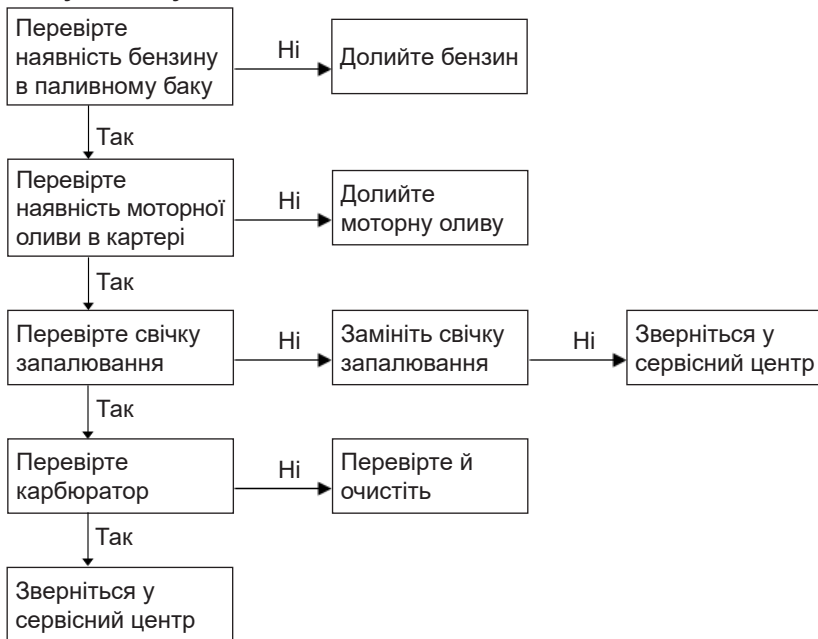 Перевірте
наявність бензину
в паливному баку
Ні
Долийте бензин
Так
Перевірте
наявність моторної
оливи в картері
Ні
Долийте
моторну оливу
Так
Перевірте свічку
запалювання
Ні
Замініть свічку
запалювання
Ні
Зверніться у
сервісний центр
Так
Перевірте
карбюратор
Ні
Перевірте й
очистіть
Так
Зверніться у
сервісний центр